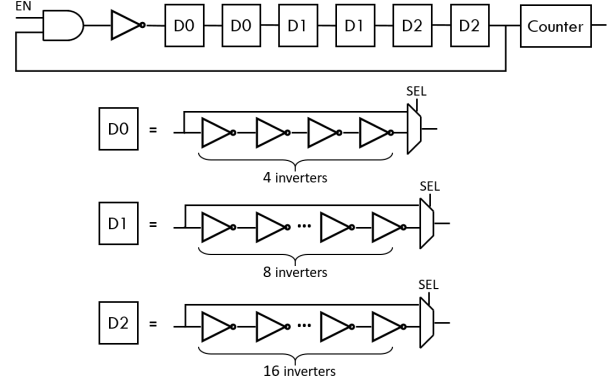 EN
D0 D0 D1 D1 D2 D2 Counter
SEL
D0 =
4 inverters
SEL
D1 = ...
8 inverters
SEL
D2 = ...
16 inverters